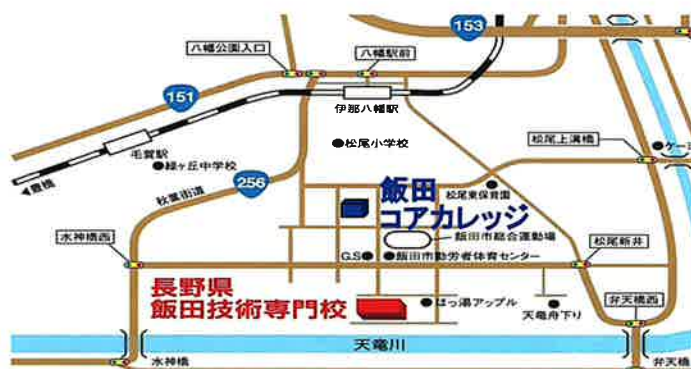 153
八幡公園入口
八幡駅前
151
伊那八幡駅
毛賀駅
松尾小学校
松尾上溝橋
緑ヶ丘中学校
豊橋
256
秋葉街道
飯田
コアカレッジ
松尾東保育園
飯田市総合運動場
水神橋西
G.S
飯田市勤労者体育センター
松尾新井
長野県
飯田技術専門校
ほっ湯アップル
天竜舟下り
弁天橋西
天竜川
水神橋
弁天橋